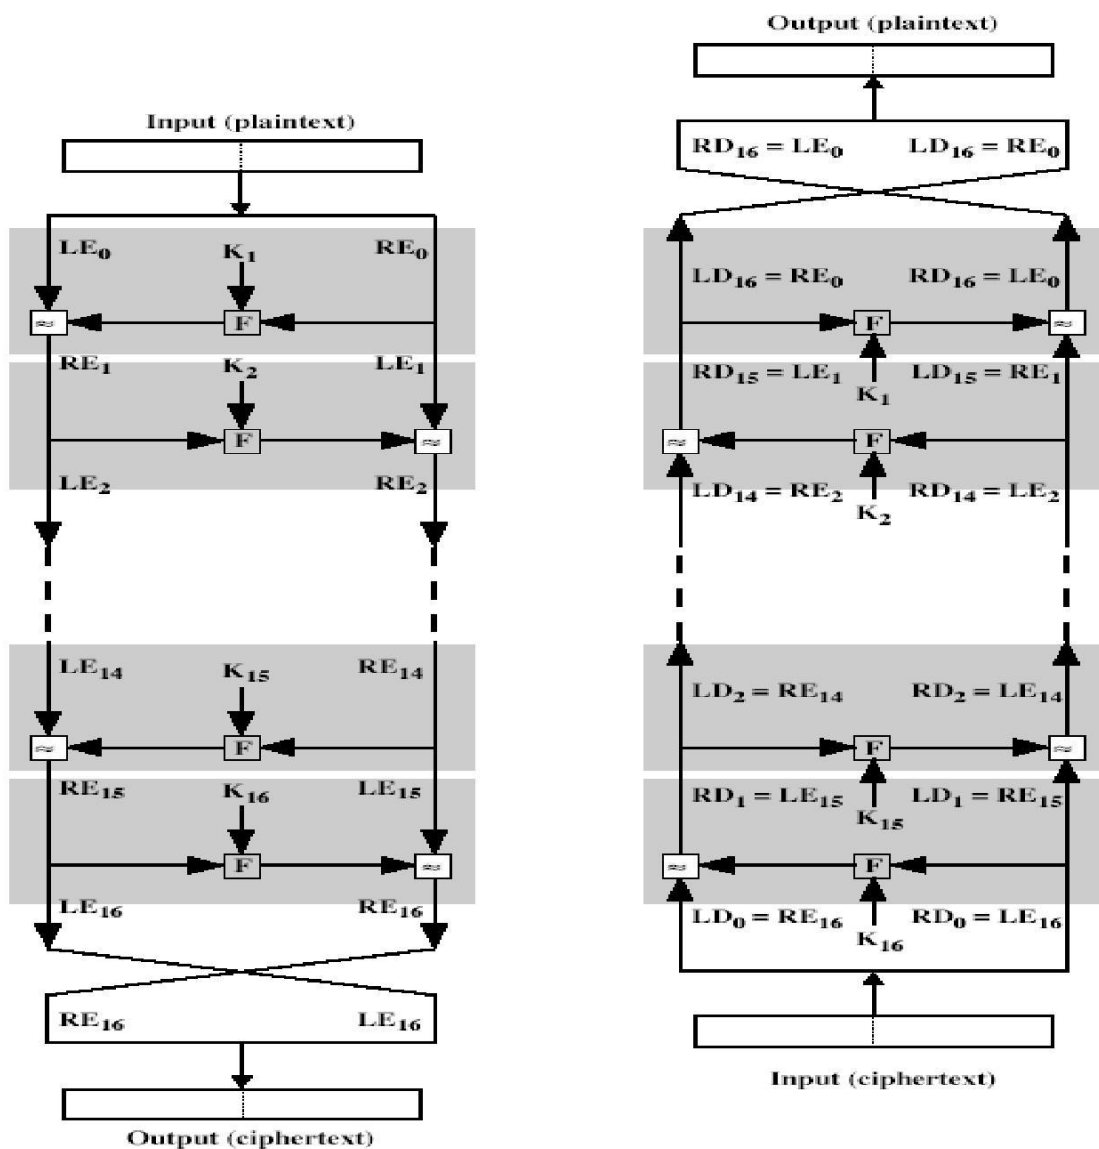 Input (plaintext)
LE₀ K₁ RE₀
≈ F
RE₁ K₂ LE₁
F ≈
LE₂ RE₂
LE₁₄ K₁₅ RE₁₄
≈ F
RE₁₅ K₁₆ LE₁₅
F ≈
LE₁₆ RE₁₆
RE₁₆ LE₁₆
Output (ciphertext)
Output (plaintext)
RD₁₆ = LE₀ LD₁₆ = RE₀
LD₁₆ = RE₀ RD₁₆ = LE₀
F ≈
RD₁₅ = LE₁ K₁ LD₁₅ = RE₁
≈ F
LD₁₄ = RE₂ K₂ RD₁₄ = LE₂
LD₂ = RE₁₄ RD₂ = LE₁₄
F ≈
RD₁ = LE₁₅ K₁₅ LD₁ = RE₁₅
≈ F
LD₀ = RE₁₆ K₁₆ RD₀ = LE₁₆
Input (ciphertext)